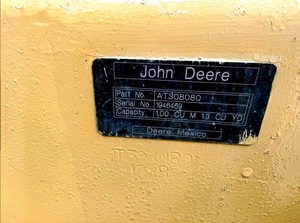 John Deere
Part No. AT308080
Serial No. 1946469
Capacity 1.00 CU M 1.3 CU YD
Deere Mexico